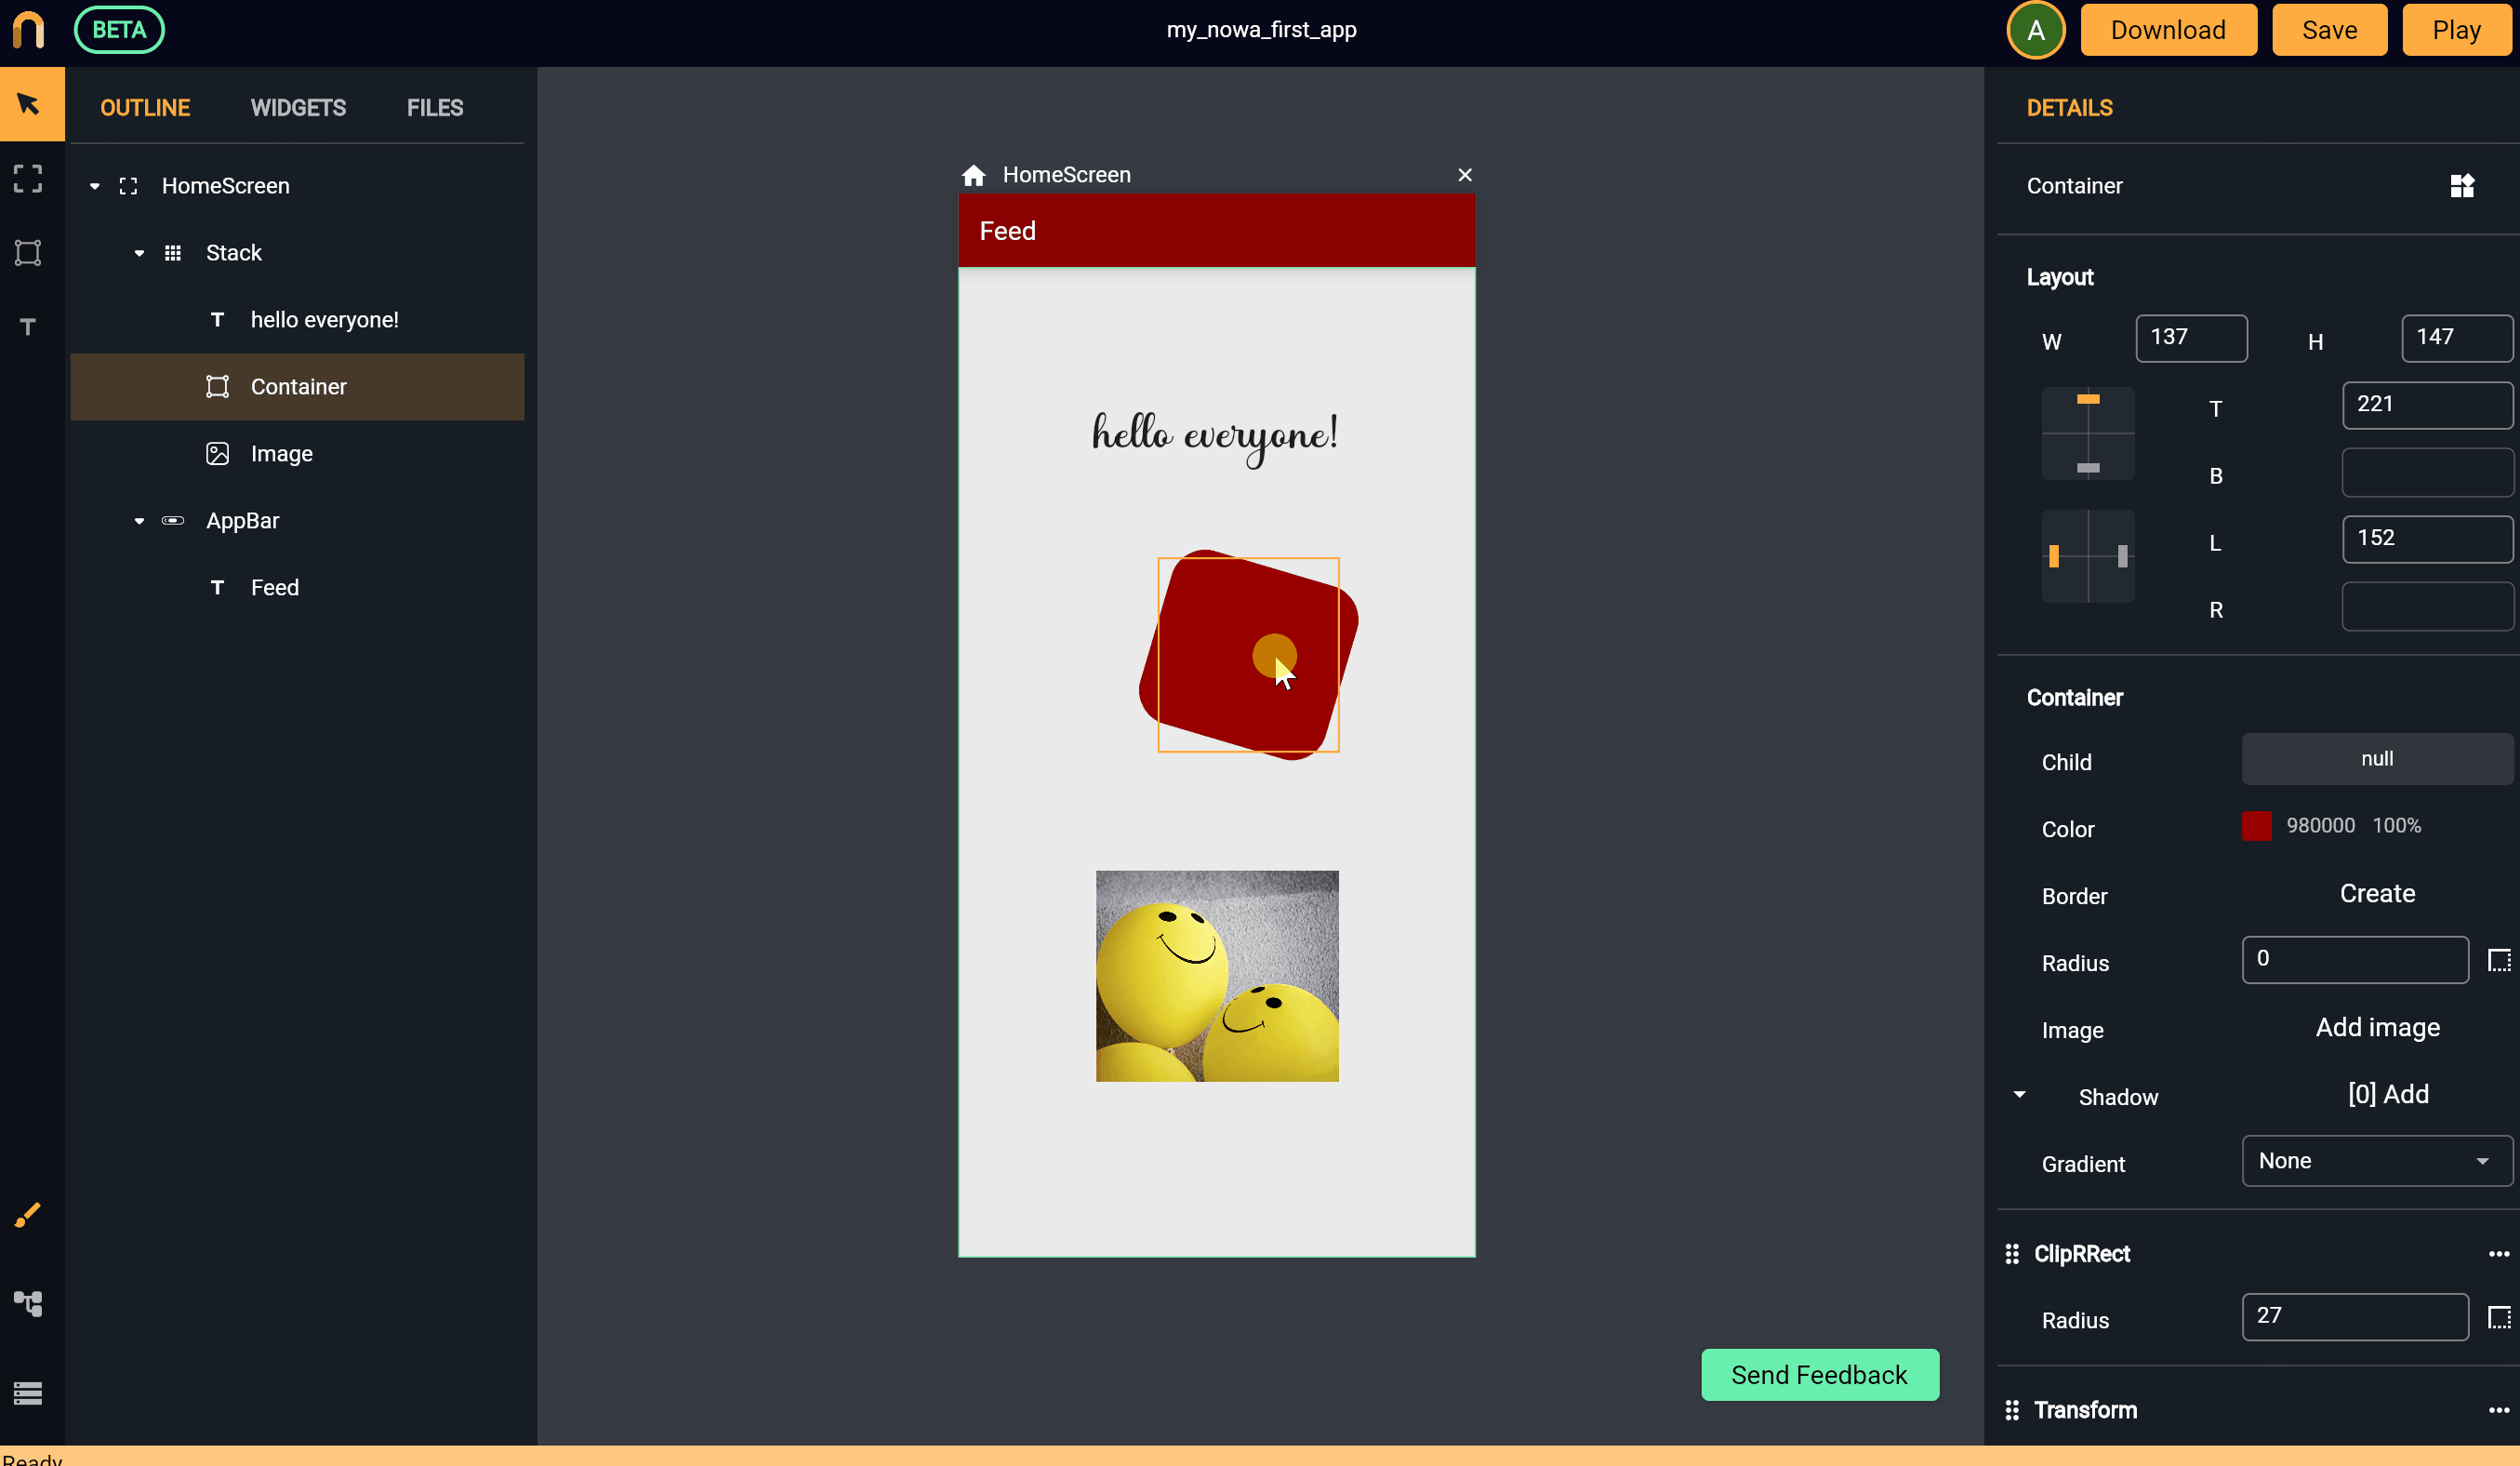 BETA
my_nowa_first_app
A
Download
Save
Play
OUTLINE
WIDGETS
FILES
HomeScreen
Stack
hello everyone!
Container
Image
AppBar
Feed
HomeScreen
Feed
hello everyone!
Send Feedback
DETAILS
Container
Layout
W 137 H 147
T 221
B
L 152
R
Container
Child null
Color 980000 100%
Border Create
Radius 0
Image Add image
Shadow [0] Add
Gradient None
ClipRRect
Radius 27
Transform
Ready